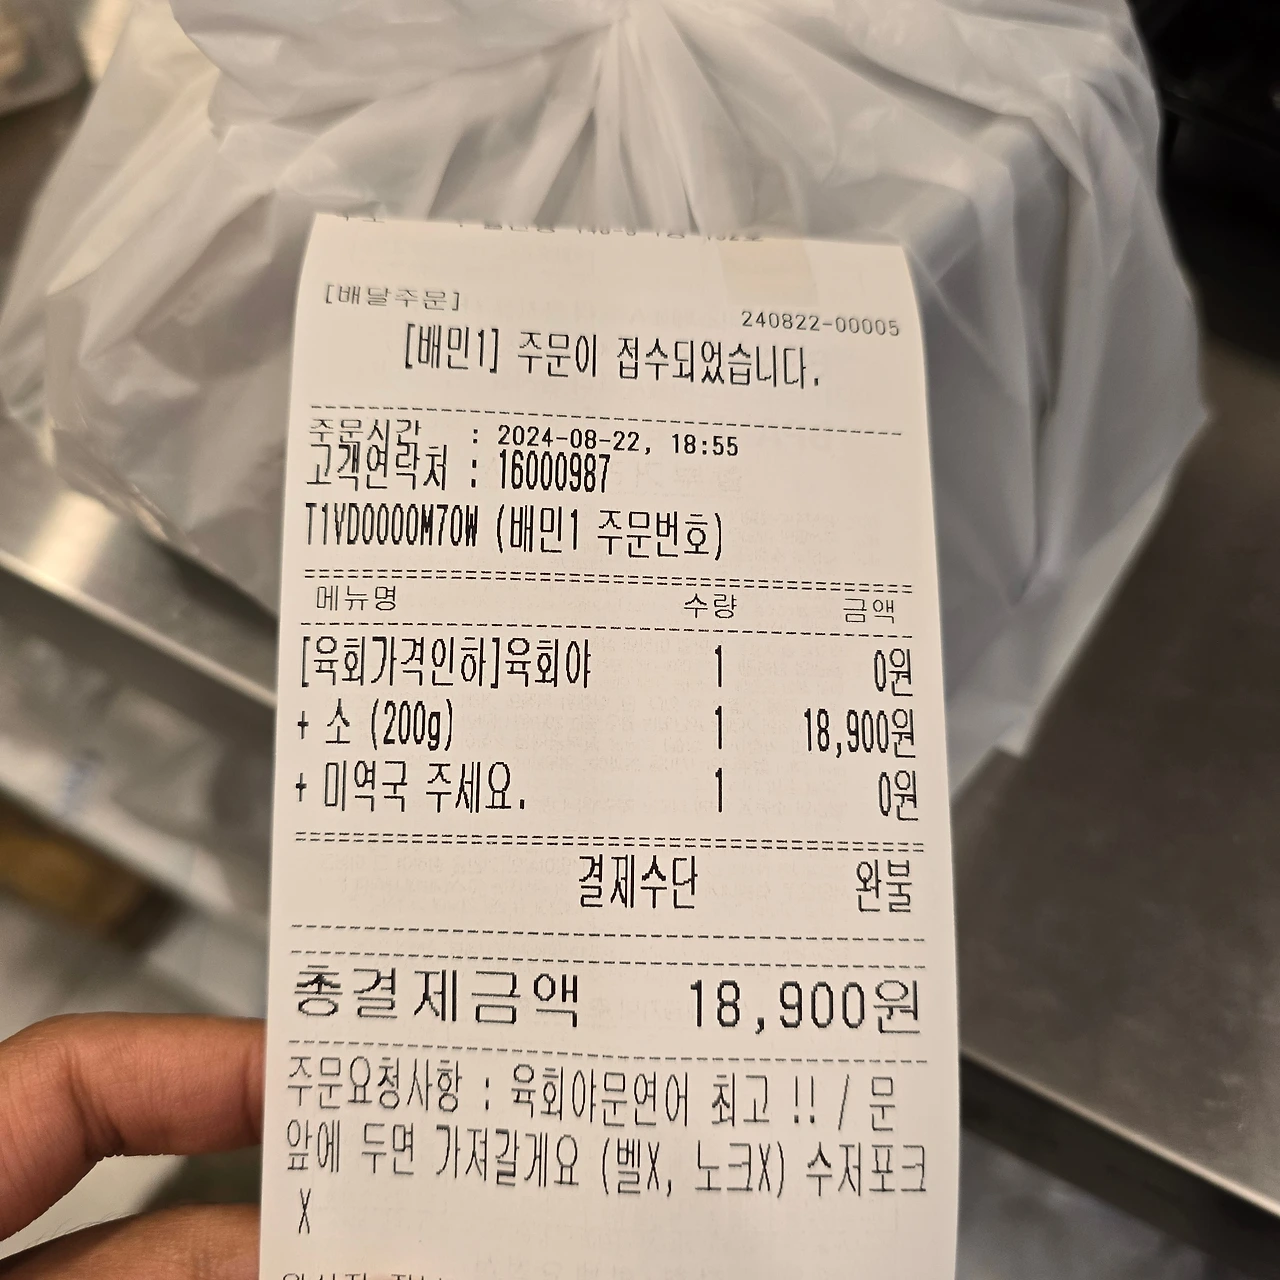 [배달주문]
240822-00005
[배민1] 주문이 접수되었습니다.
주문시간 : 2024-08-22, 18:55
고객연락처 : 16000987
T1VD0000M70W (배민1 주문번호)
메뉴명 수량 금액
[육회가격인하]육회야 1 0원
+ 소 (200g) 1 18,900원
+ 미역국 주세요. 1 0원
결제수단 완불
총결제금액 18,900원
주문요청사항 : 육회야문연어 최고 !! / 문
앞에 두면 가져갈게요 (벨X, 노크X) 수저포크
X